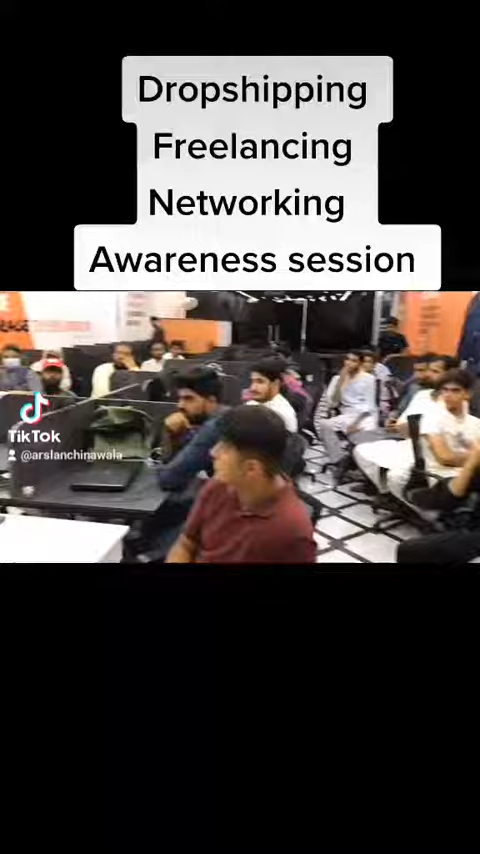 Dropshipping
Freelancing
Networking
Awareness session
TikTok
@arslanchinawala